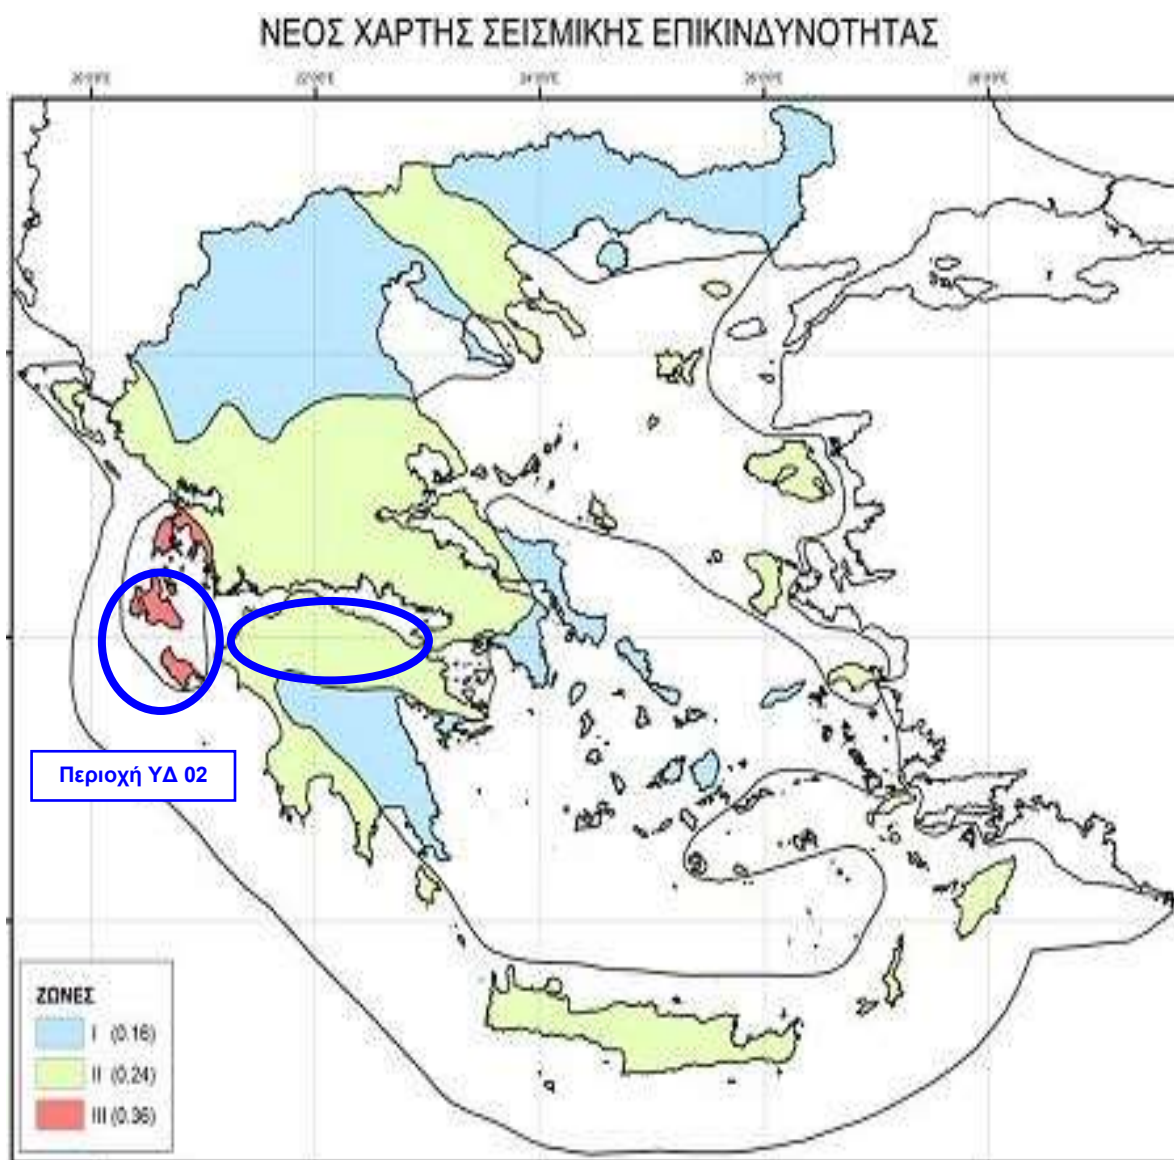 ΝΕΟΣ ΧΑΡΤΗΣ ΣΕΙΣΜΙΚΗΣ ΕΠΙΚΙΝΔΥΝΟΤΗΤΑΣ
Περιοχή ΥΔ 02
ΖΩΝΕΣ
I (0.16)
II (0.24)
III (0.36)